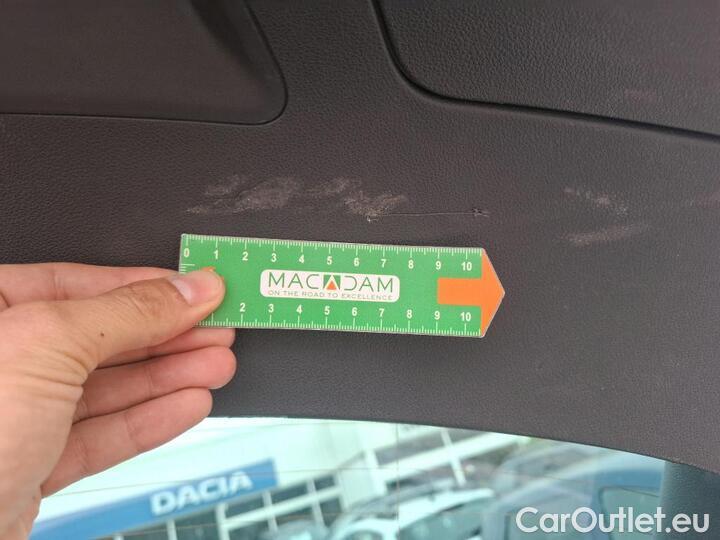 0 1 2 3 4 5 6 7 8 9 10
MACADAM
ON THE ROAD TO EXCELLENCE
2 3 4 5 6 7 8 9 10
DACIA
CarOutlet.eu